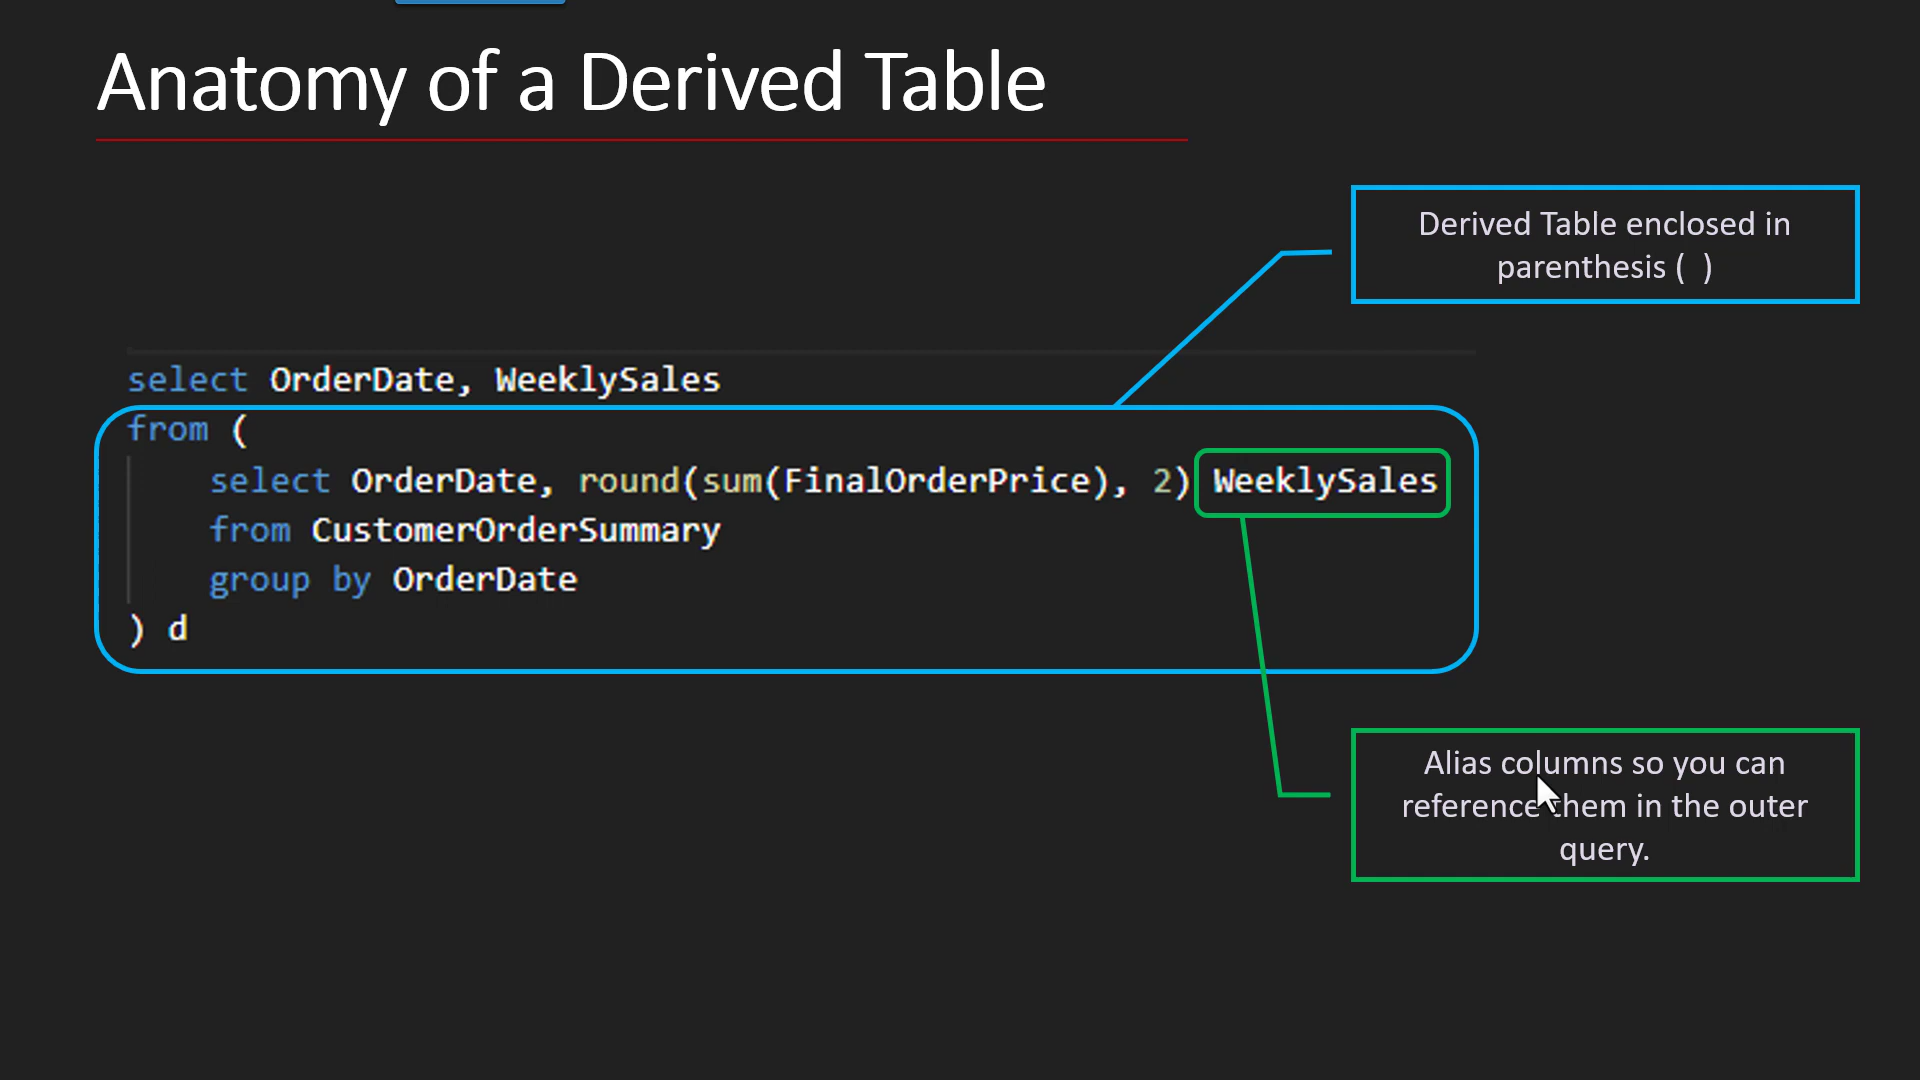 Anatomy of a Derived Table
Derived Table enclosed in
parenthesis ( )
select OrderDate, WeeklySales
from (
select OrderDate, round(sum(FinalOrderPrice), 2) WeeklySales
from CustomerOrderSummary
group by OrderDate
) d
Alias columns so you can
reference them in the outer
query.